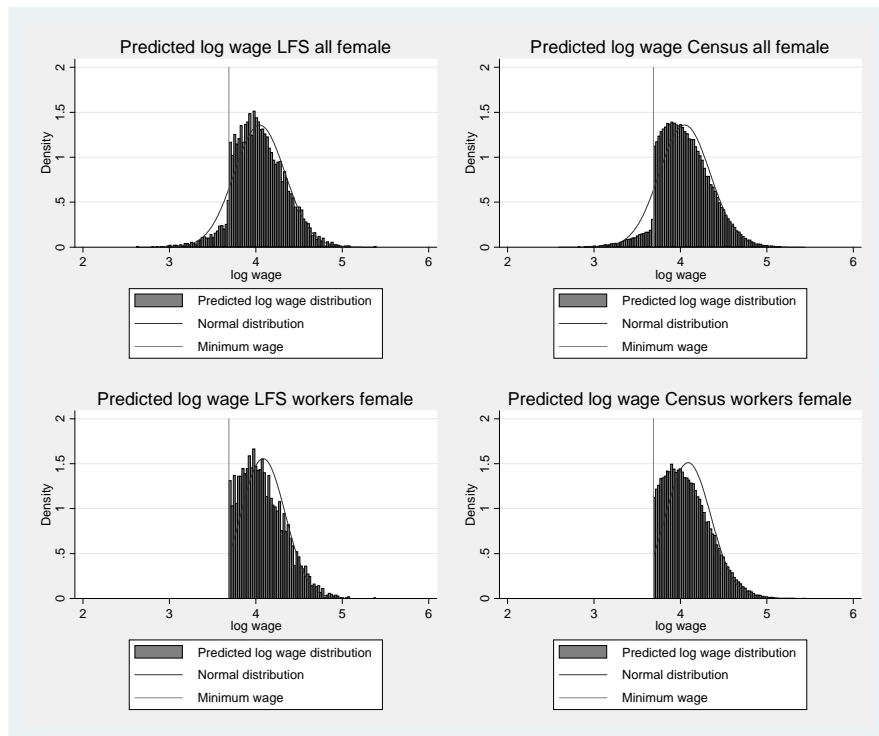 Predicted log wage LFS all female
2
1.5
1
.5
0
Density
2 3 4 5 6
log wage
Predicted log wage distribution
Normal distribution
Minimum wage
Predicted log wage Census all female
2
1.5
1
.5
0
Density
2 3 4 5 6
log wage
Predicted log wage distribution
Normal distribution
Minimum wage
Predicted log wage LFS workers female
2
1.5
1
.5
0
Density
2 3 4 5 6
log wage
Predicted log wage distribution
Normal distribution
Minimum wage
Predicted log wage Census workers female
2
1.5
1
.5
0
Density
2 3 4 5 6
log wage
Predicted log wage distribution
Normal distribution
Minimum wage